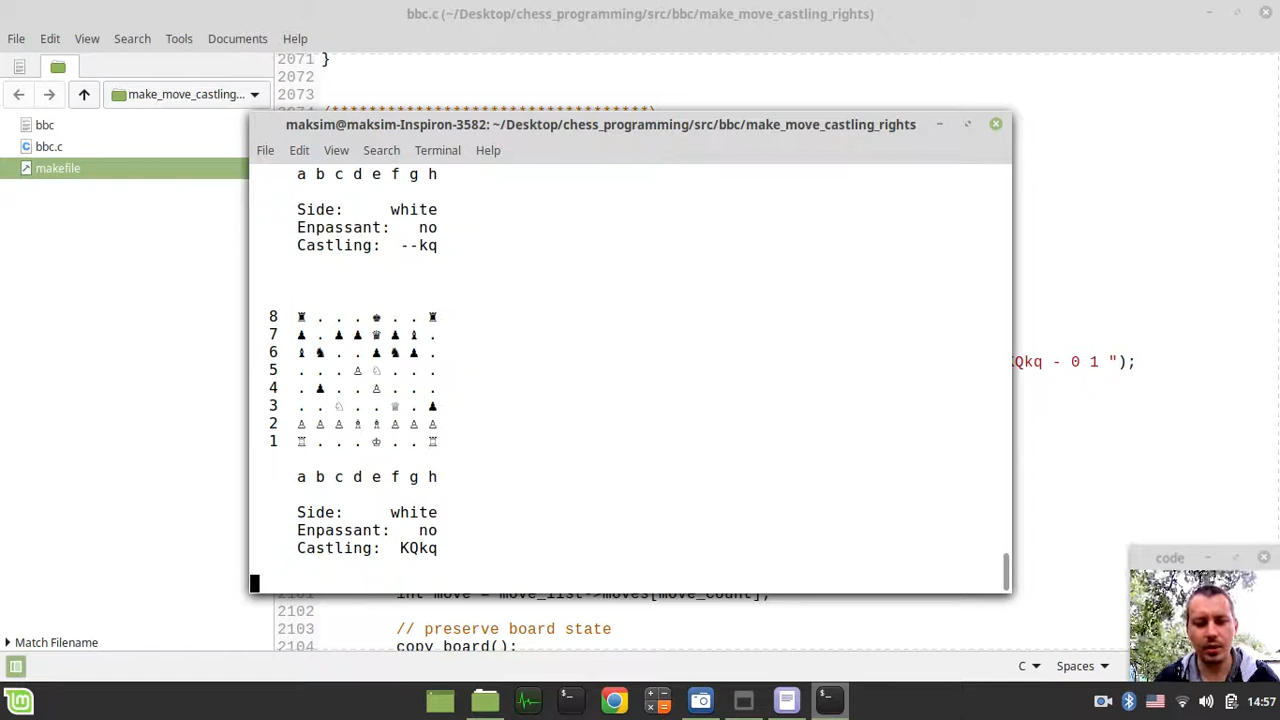 bbc.c (~/Desktop/chess_programming/src/bbc/make_move_castling_rights)
File Edit View Search Tools Documents Help
make_move_castling...
bbc
bbc.c
makefile
Match Filename
2071 }
2072
2073
maksim@maksim-Inspiron-3582: ~/Desktop/chess_programming/src/bbc/make_move_castling_rights
File Edit View Search Terminal Help
a b c d e f g h
Side: white
Enpassant: no
Castling: --kq
8 ♜ . . . ♚ . . ♜
7 ♟ . ♟ ♟ ♛ ♟ ♝ .
6 ♝ ♞ . . ♟ ♞ ♟ .
5 . . . ♙ ♘ . . .
4 . ♟ . . ♙ . . .
3 . . ♘ . . ♕ . ♟
2 ♙ ♙ ♙ ♗ ♗ ♙ ♙ ♙
1 ♖ . . . ♔ . . ♖
a b c d e f g h
Side: white
Enpassant: no
Castling: KQkq
Qkq - 0 1 ");
int move = move_list->moves[move_count];
2102
2103 // preserve board state
2104 copy_board();
code
C Spaces
14:57